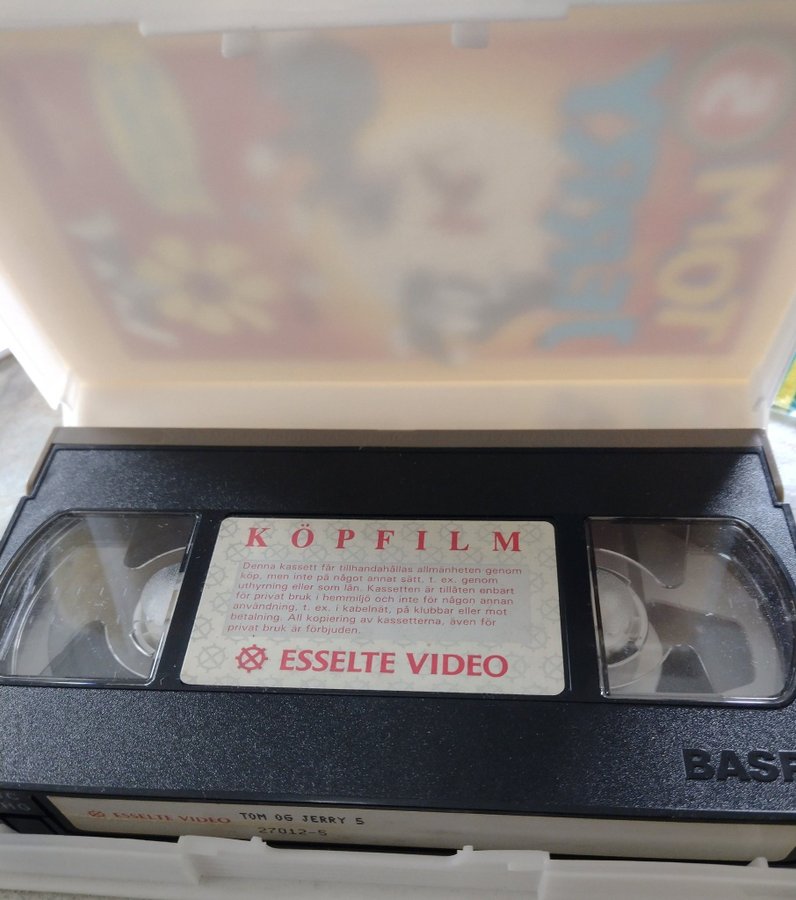 2
MOT
JERRY
KÖPFILM
Denna kassett får tillhandahållas allmänheten genom
köp, men inte på något annat sätt, t. ex. genom
uthyrning eller som lån. Kassetten är tillåten enbart
för privat bruk i hemmiljö och inte för någon annan
användning, t. ex. i kabelnät, på klubbar eller mot
betalning. All kopiering av kassetterna, även för
privat bruk är förbjuden.
ESSELTE VIDEO
BASF
ESSELTE VIDEO TOM OG JERRY 5
27012-5